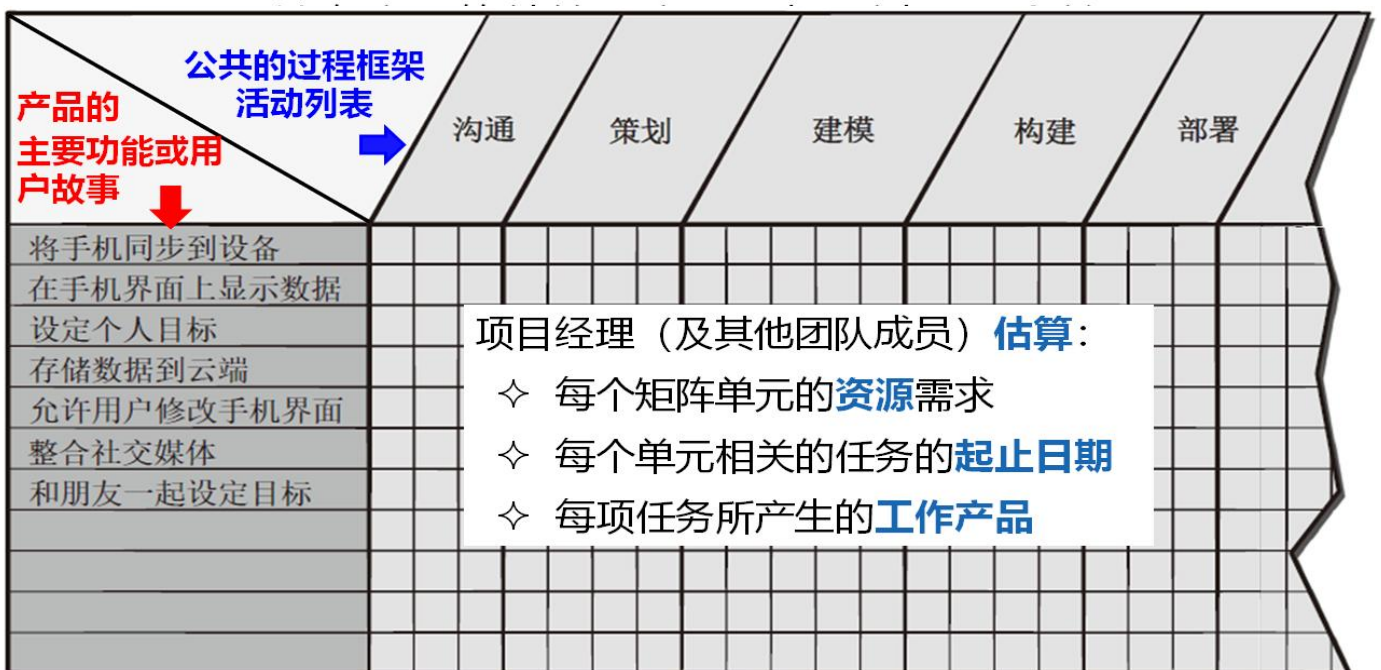 公共的过程框架
活动列表
产品的
主要功能或用
户故事
沟通
策划
建模
构建
部署
将手机同步到设备
在手机界面上显示数据
设定个人目标
存储数据到云端
允许用户修改手机界面
整合社交媒体
和朋友一起设定目标
项目经理（及其他团队成员）估算：
✧ 每个矩阵单元的资源需求
✧ 每个单元相关的任务的起止日期
✧ 每项任务所产生的工作产品